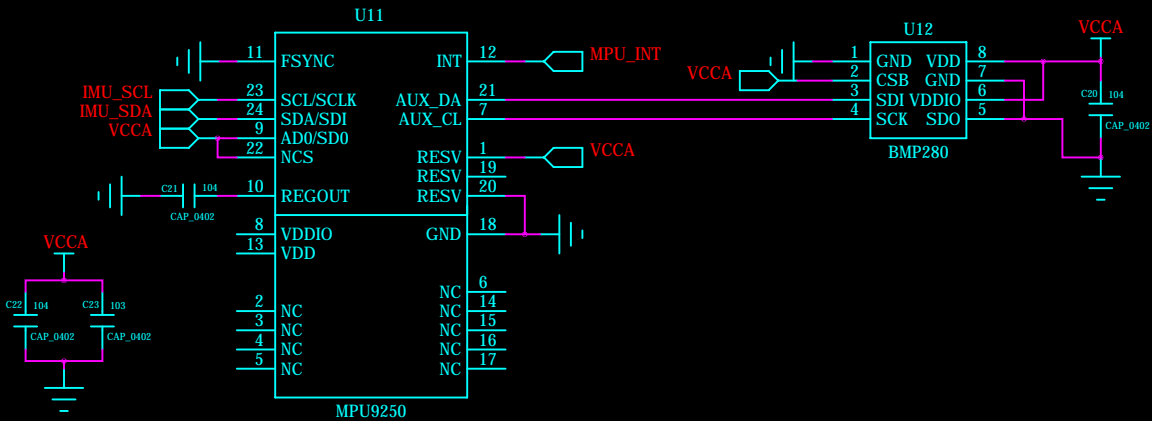 U11
11 FSYNC INT 12 MPU_INT
IMU_SCL 23 SCL/SCLK AUX_DA 21
IMU_SDA 24 SDA/SDI AUX_CL 7
VCCA 9 AD0/SD0
22 NCS RESV 1 VCCA
RESV 19
C21 104 10 REGOUT RESV 20
CAP_0402
8 VDDIO GND 18
13 VDD
NC 6
2 NC NC 14
3 NC NC 15
4 NC NC 16
5 NC NC 17
MPU9250
VCCA
C22 104 C23 103
CAP_0402 CAP_0402
U12
VCCA
1 GND VDD 8
VCCA 2 CSB GND 7
3 SDI VDDIO 6
4 SCK SDO 5
BMP280
C20 104
CAP_0402